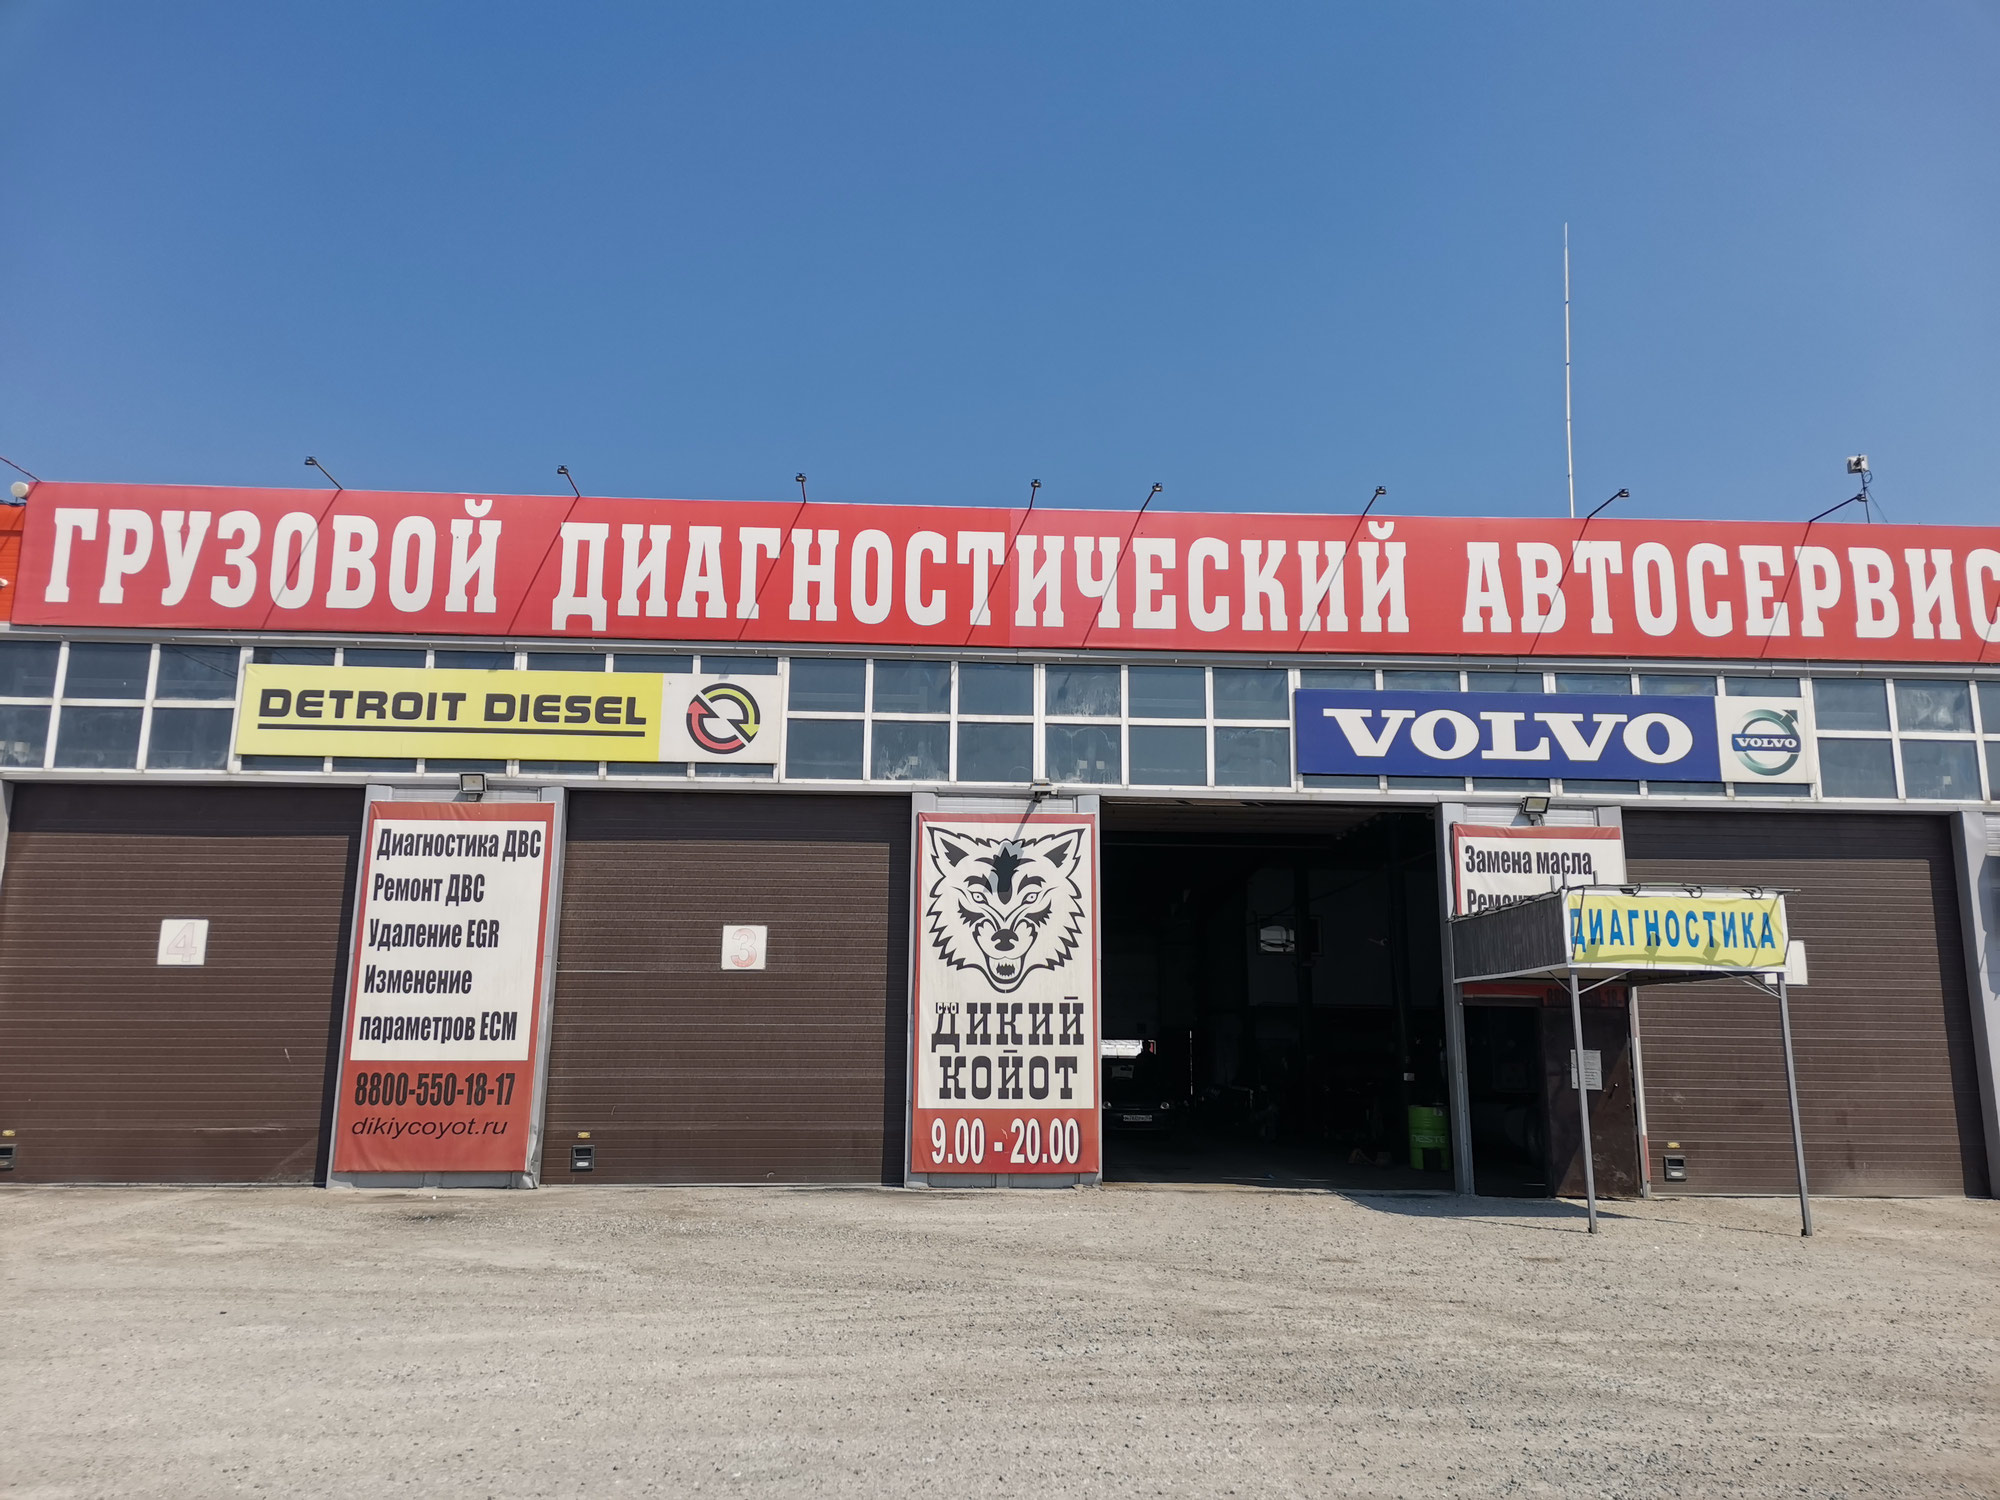 ГРУЗОВОЙ ДИАГНОСТИЧЕСКИЙ АВТОСЕРВИС
DETROIT DIESEL
VOLVO
VOLVO
Диагностика ДВС
Ремонт ДВС
Удаление EGR
Изменение
параметров ECM
8800-550-18-17
dikiycoyot.ru
4
3
СТО
ДИКИЙ
КОЙОТ
9.00 - 20.00
Замена масла
ДИАГНОСТИКА
NESTE